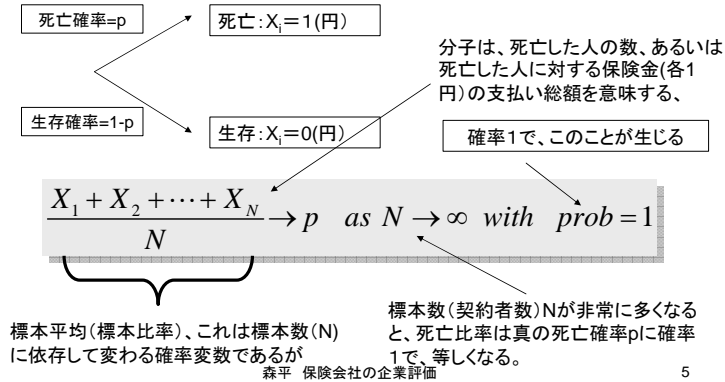 死亡確率=p
死亡:Xi=1(円)
生存確率=1-p
生存:Xi=0(円)
分子は、死亡した人の数、あるいは
死亡した人に対する保険金(各1
円)の支払い総額を意味する、
確率1で、このことが生じる
(X1 + X2 + ⋯ + XN) / N → p as N → ∞ with prob = 1
標本平均(標本比率)、これは標本数(N)
に依存して変わる確率変数であるが
標本数(契約者数)Nが非常に多くなる
と、死亡比率は真の死亡確率pに確率
1で、等しくなる。
森平 保険会社の企業評価
5